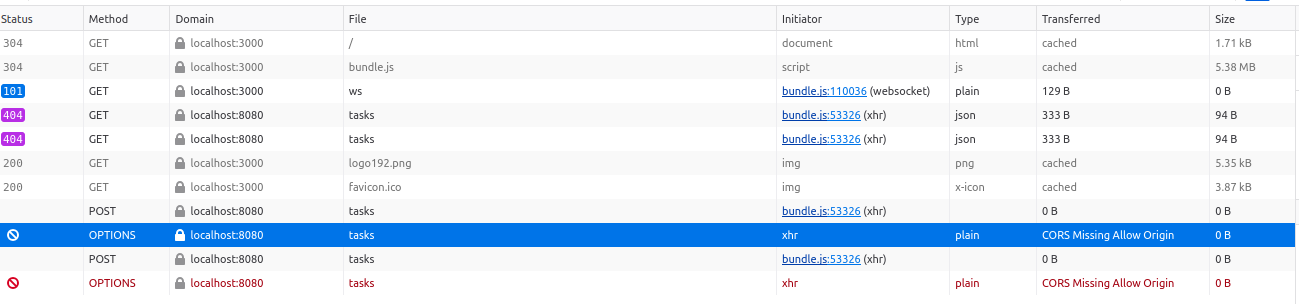 Status Method Domain File Initiator Type Transferred Size
304 GET localhost:3000 / document html cached 1.71 kB
304 GET localhost:3000 bundle.js script js cached 5.38 MB
101 GET localhost:3000 ws bundle.js:110036 (websocket) plain 129 B 0 B
404 GET localhost:8080 tasks bundle.js:53326 (xhr) json 333 B 94 B
404 GET localhost:8080 tasks bundle.js:53326 (xhr) json 333 B 94 B
200 GET localhost:3000 logo192.png img png cached 5.35 kB
200 GET localhost:3000 favicon.ico img x-icon cached 3.87 kB
POST localhost:8080 tasks bundle.js:53326 (xhr) 0 B 0 B
OPTIONS localhost:8080 tasks xhr plain CORS Missing Allow Origin 0 B
POST localhost:8080 tasks bundle.js:53326 (xhr) 0 B 0 B
OPTIONS localhost:8080 tasks xhr plain CORS Missing Allow Origin 0 B